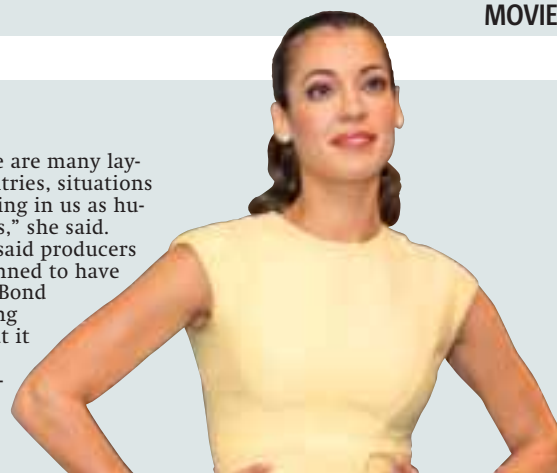 MOVIE
e are many lay-
tries, situations
ing in us as hu-
s,” she said.
said producers
nned to have
Bond
ng
t it
-